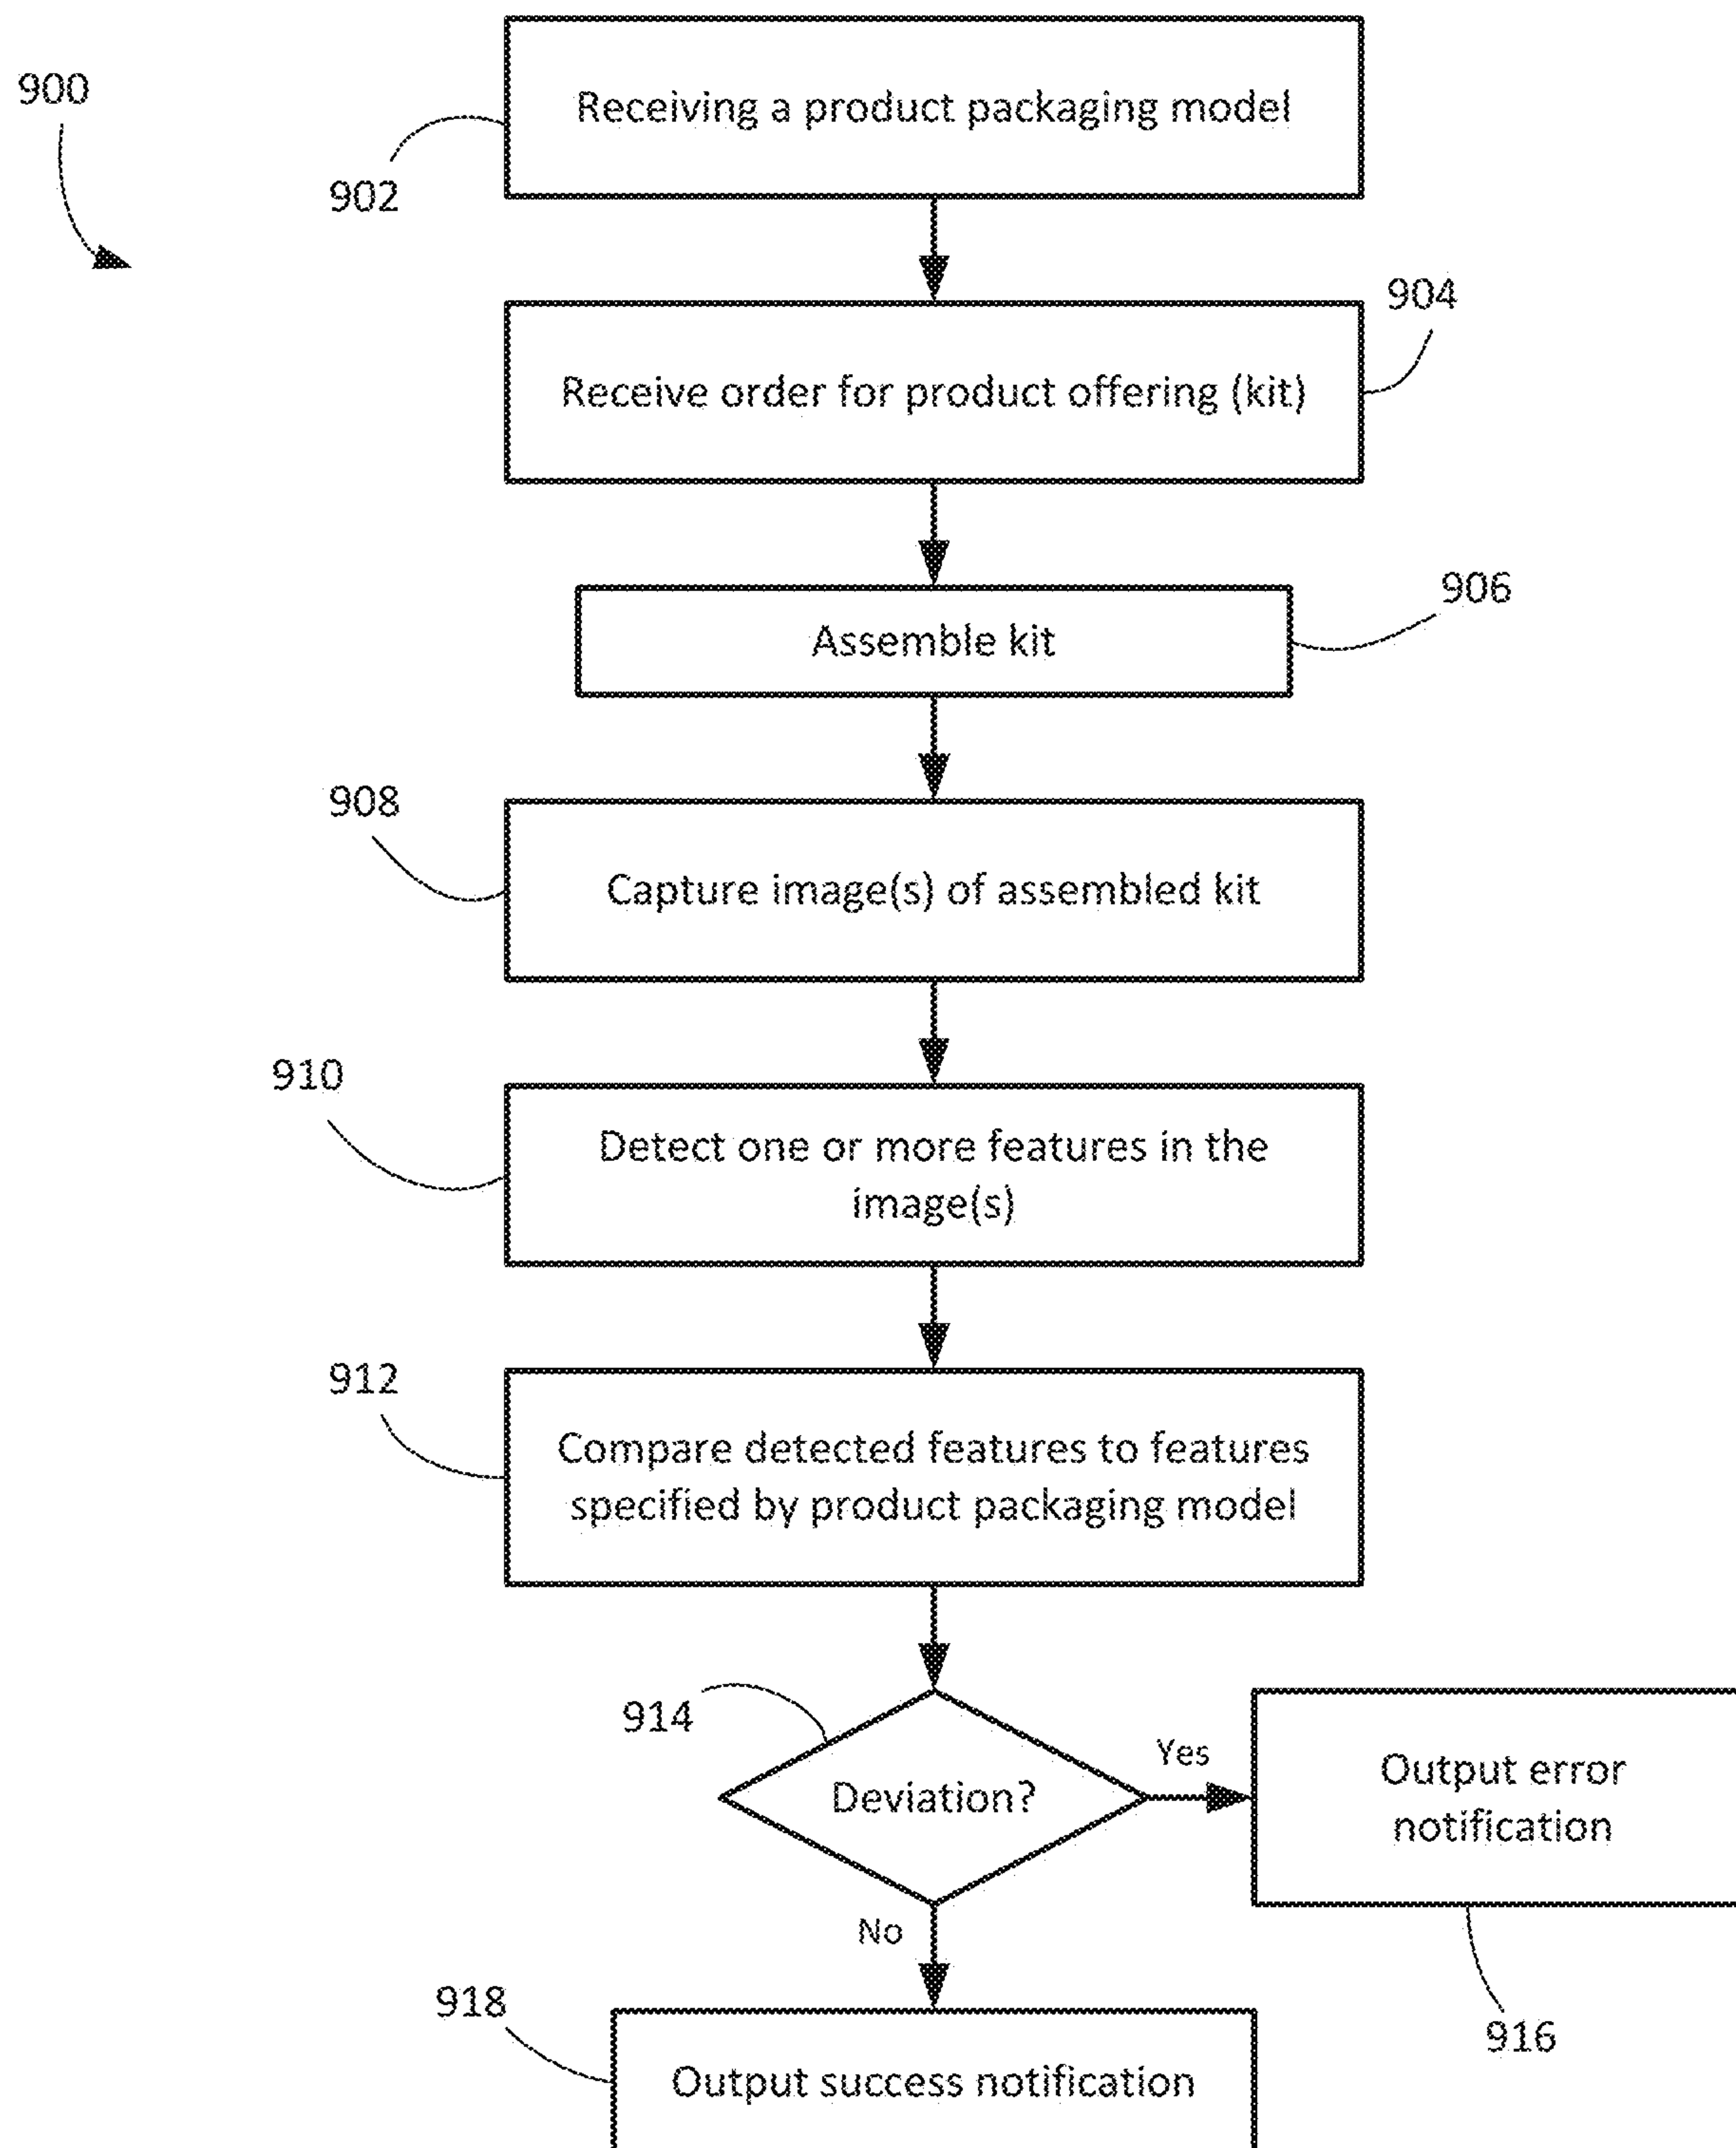 900
Receiving a product packaging model
902
904
Receive order for product offering (kit)
906
Assemble kit
908
Capture image(s) of assembled kit
910
Detect one or more features in the
image(s)
912
Compare detected features to features
specified by product packaging model
914
Yes
Deviation?
Output error
notification
No
918
916
Output success notification